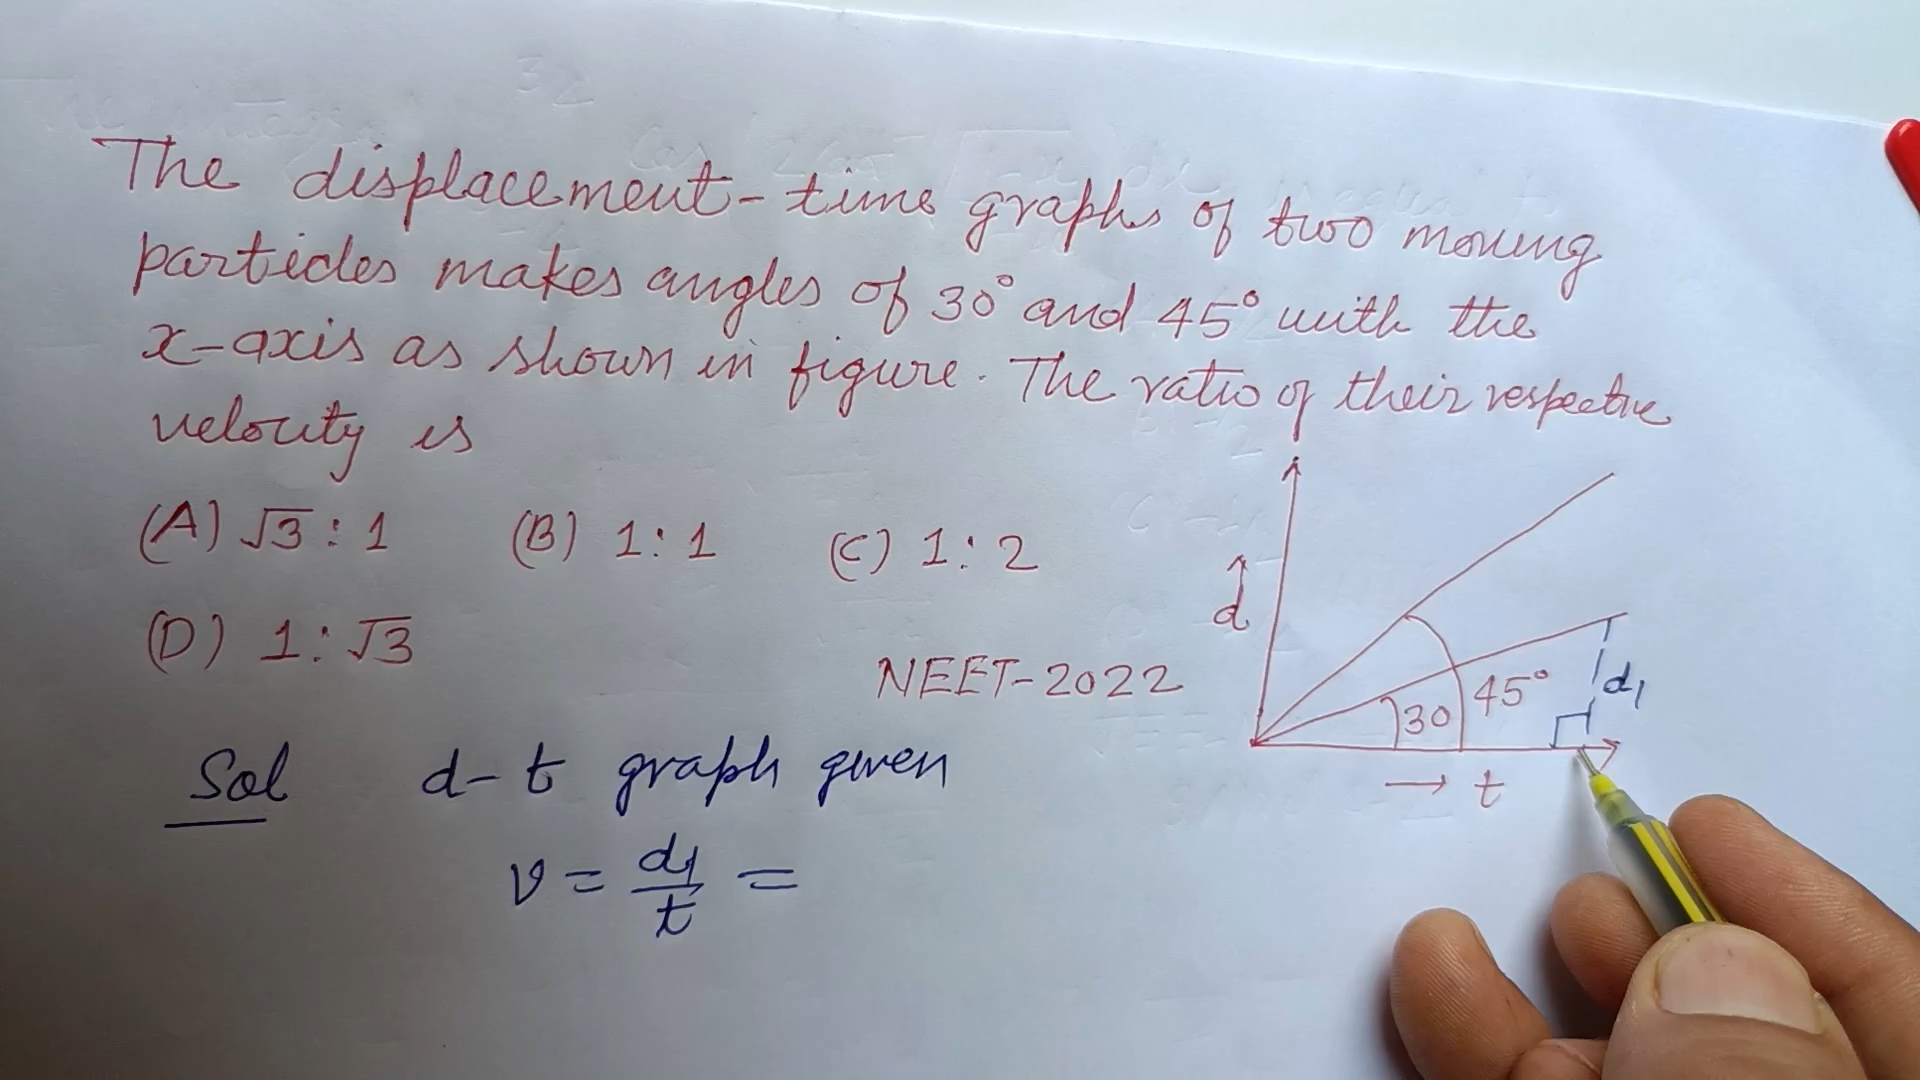 The displacement-time graphs of two moving
particles makes angles of 30° and 45° with the
x-axis as shown in figure. The ratio of their respective
velocity is
(A) √3 : 1 (B) 1 : 1 (C) 1 : 2
(D) 1 : √3
NEET-2022
d
45°
30
d₁
→ t
Sol d-t graph given
v = d₁/t =